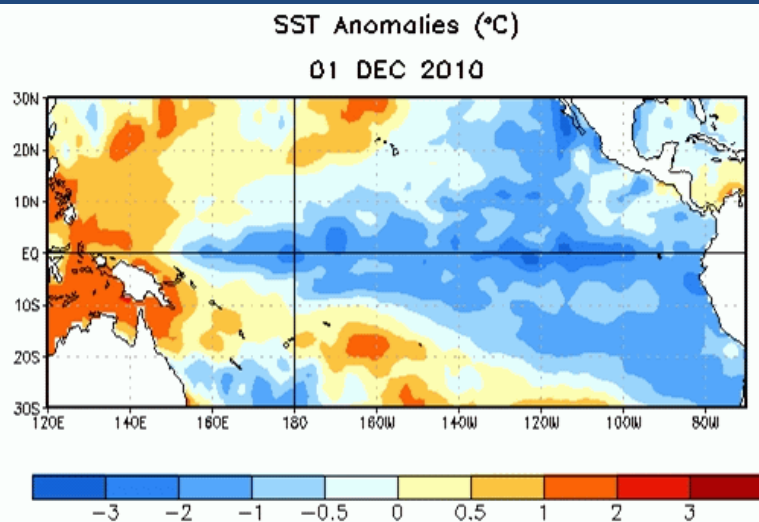 SST Anomalies (°C)
01 DEC 2010
30N
20N
10N
EQ
10S
20S
30S
120E 140E 160E 180 160W 140W 120W 100W 80W
-3 -2 -1 -0.5 0 0.5 1 2 3